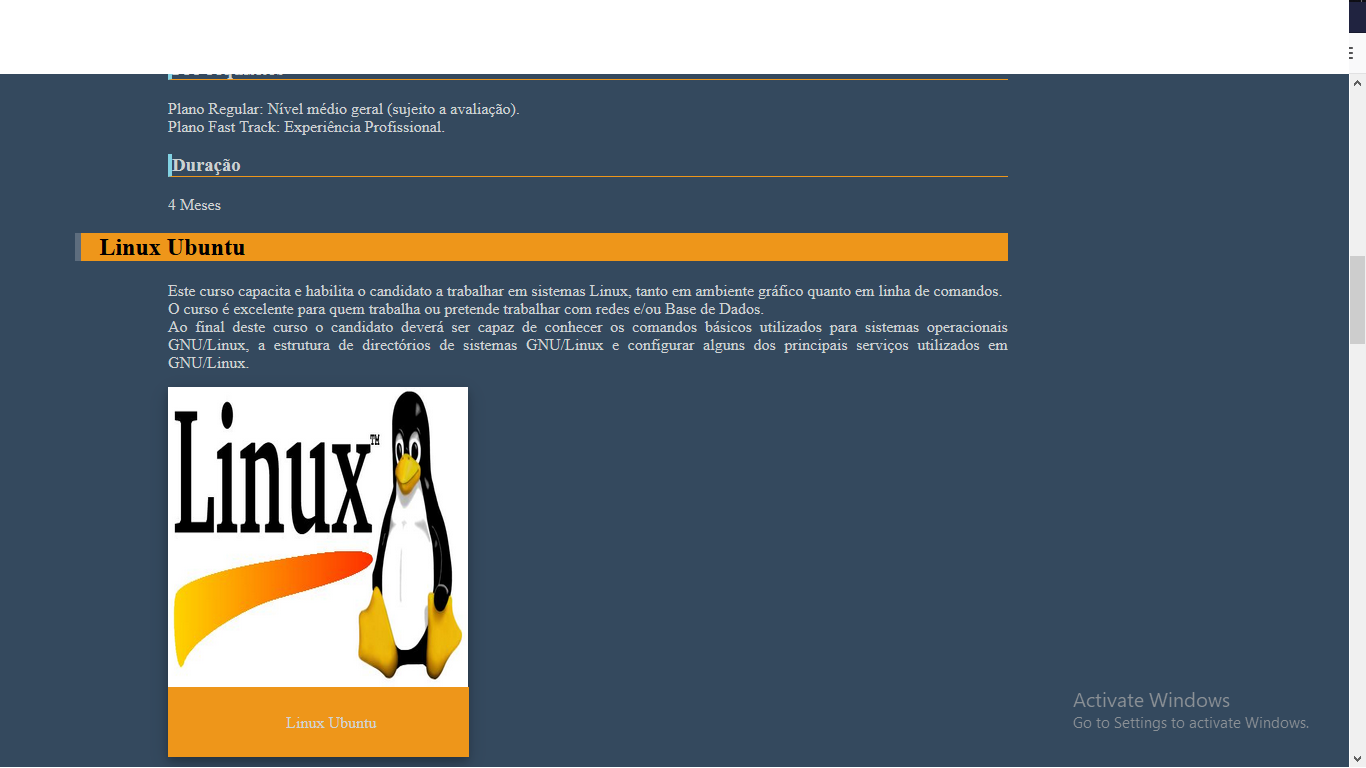 Plano Regular: Nível médio geral (sujeito a avaliação).
Plano Fast Track: Experiência Profissional.
Duração
4 Meses
Linux Ubuntu
Este curso capacita e habilita o candidato a trabalhar em sistemas Linux, tanto em ambiente gráfico quanto em linha de comandos.
O curso é excelente para quem trabalha ou pretende trabalhar com redes e/ou Base de Dados.
Ao final deste curso o candidato deverá ser capaz de conhecer os comandos básicos utilizados para sistemas operacionais
GNU/Linux, a estrutura de directórios de sistemas GNU/Linux e configurar alguns dos principais serviços utilizados em
GNU/Linux.
Linux™
Linux Ubuntu
Activate Windows
Go to Settings to activate Windows.